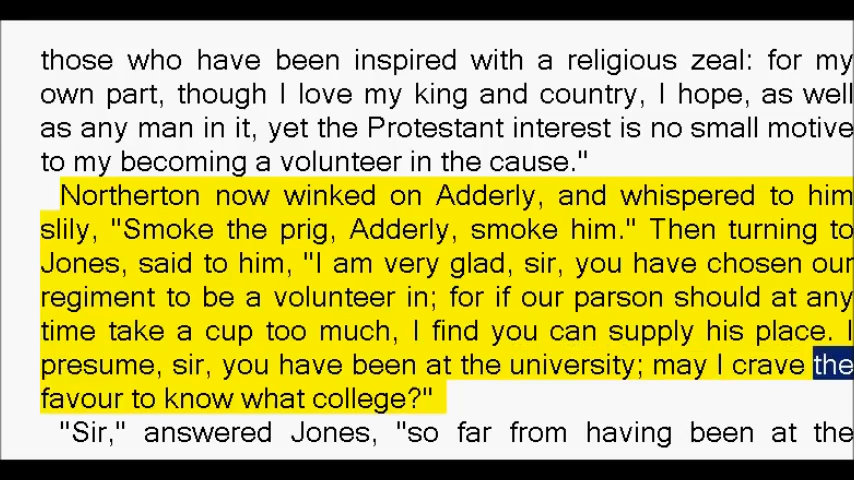 those who have been inspired with a religious zeal: for my
own part, though I love my king and country, I hope, as well
as any man in it, yet the Protestant interest is no small motive
to my becoming a volunteer in the cause."
Northerton now winked on Adderly, and whispered to him
slily, "Smoke the prig, Adderly, smoke him." Then turning to
Jones, said to him, "I am very glad, sir, you have chosen our
regiment to be a volunteer in; for if our parson should at any
time take a cup too much, I find you can supply his place. I
presume, sir, you have been at the university; may I crave the
favour to know what college?"
"Sir," answered Jones, "so far from having been at the